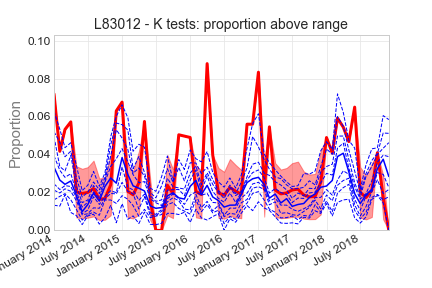 L83012 - K tests: proportion above range
0.10
0.08
0.06
0.04
0.02
0.00
Proportion
nuary 2014
July 2014
January 2015
July 2015
January 2016
July 2016
January 2017
July 2017
January 2018
July 2018